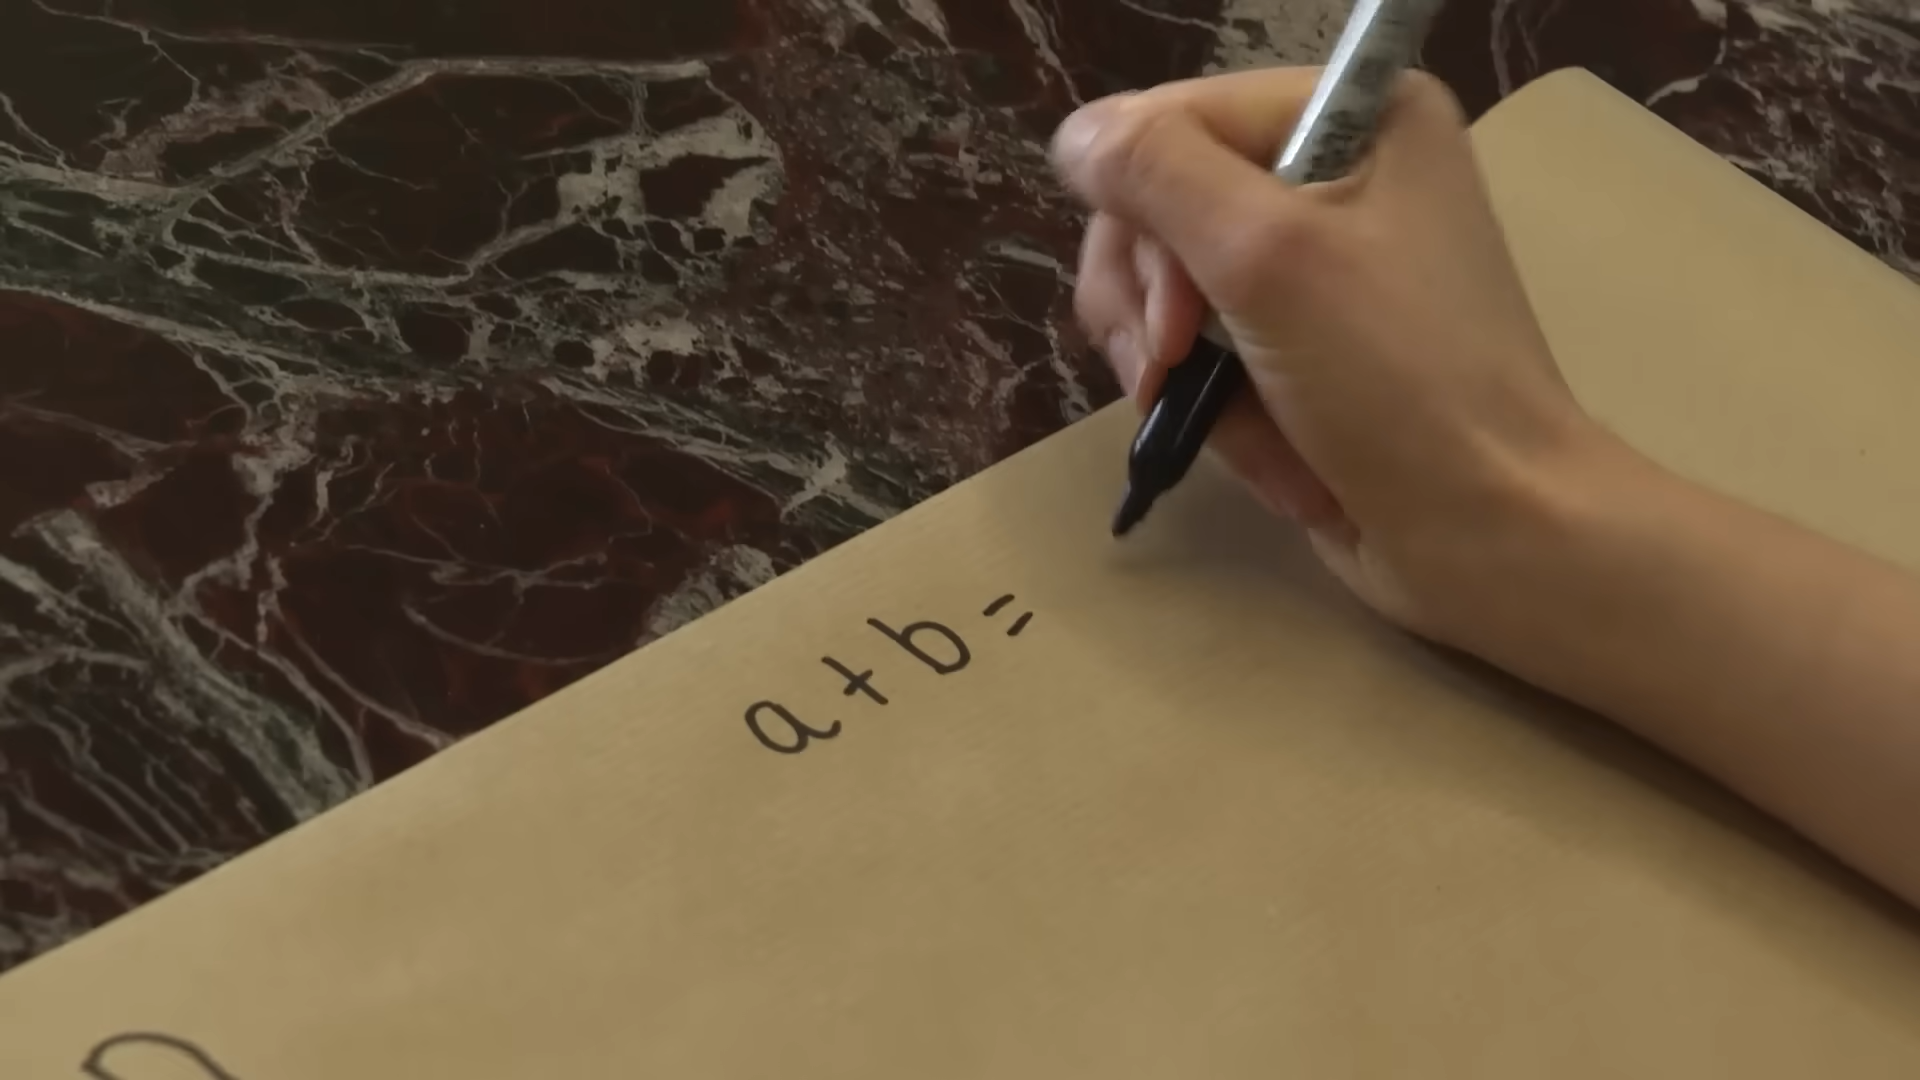 a + b =